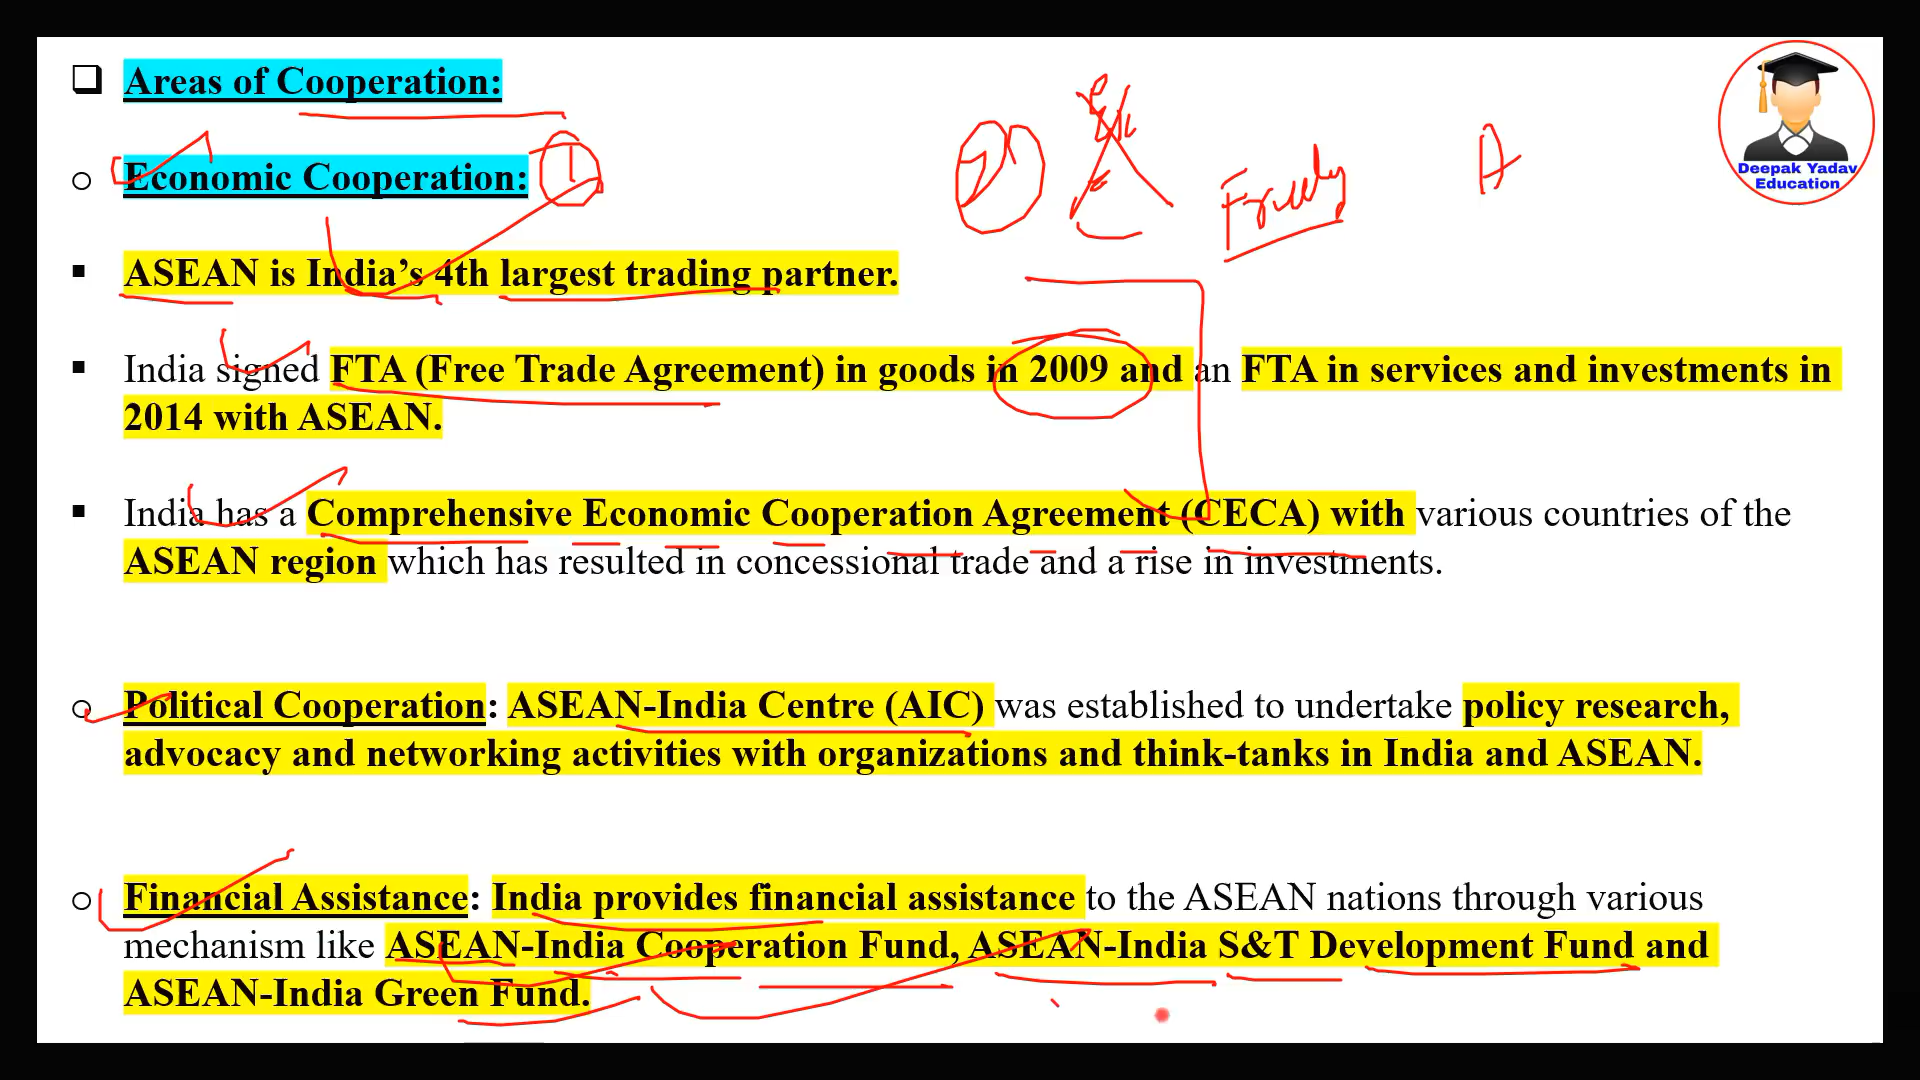 Areas of Cooperation:
Economic Cooperation:
1
Freely
A
Deepak Yadav
Education
ASEAN is India’s 4th largest trading partner.
India signed FTA (Free Trade Agreement) in goods in 2009 and an FTA in services and investments in
2014 with ASEAN.
India has a Comprehensive Economic Cooperation Agreement (CECA) with various countries of the
ASEAN region which has resulted in concessional trade and a rise in investments.
Political Cooperation: ASEAN-India Centre (AIC) was established to undertake policy research,
advocacy and networking activities with organizations and think-tanks in India and ASEAN.
Financial Assistance: India provides financial assistance to the ASEAN nations through various
mechanism like ASEAN-India Cooperation Fund, ASEAN-India S&T Development Fund and
ASEAN-India Green Fund.